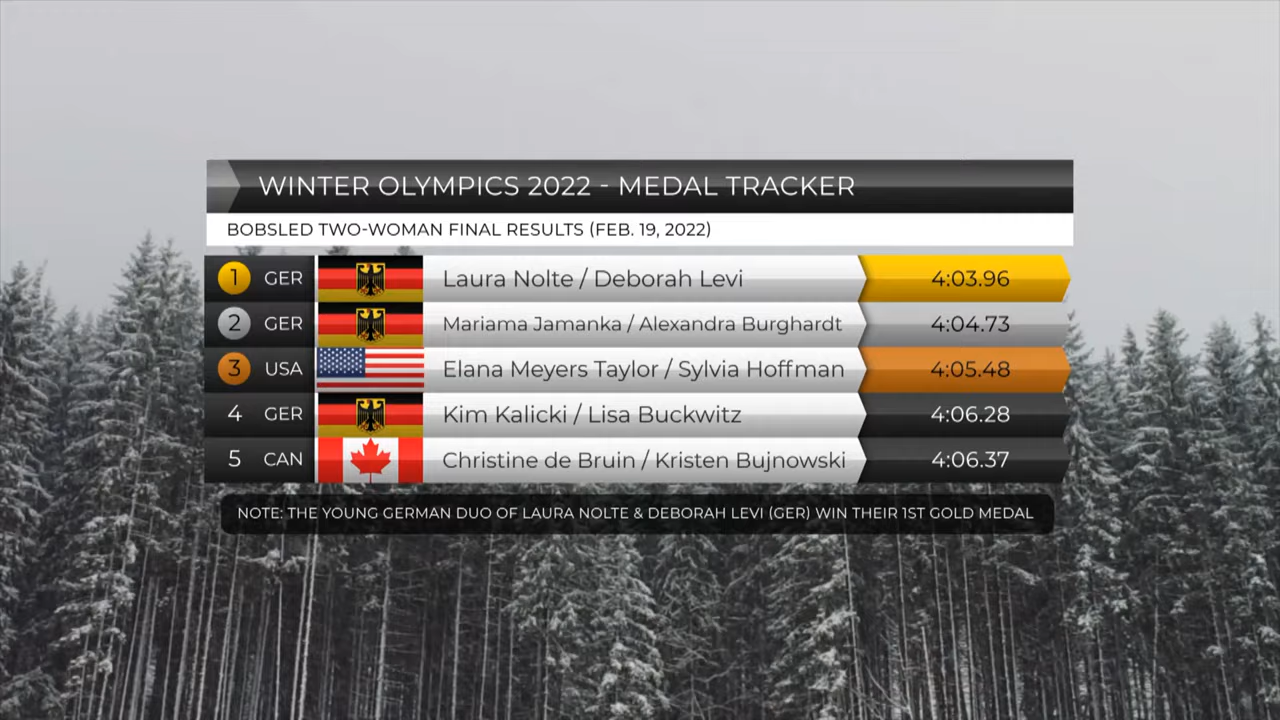 WINTER OLYMPICS 2022 - MEDAL TRACKER
BOBSLED TWO-WOMAN FINAL RESULTS (FEB. 19, 2022)
1 GER Laura Nolte / Deborah Levi 4:03.96
2 GER Mariama Jamanka / Alexandra Burghardt 4:04.73
3 USA Elana Meyers Taylor / Sylvia Hoffman 4:05.48
4 GER Kim Kalicki / Lisa Buckwitz 4:06.28
5 CAN Christine de Bruin / Kristen Bujnowski 4:06.37
NOTE: THE YOUNG GERMAN DUO OF LAURA NOLTE & DEBORAH LEVI (GER) WIN THEIR 1ST GOLD MEDAL